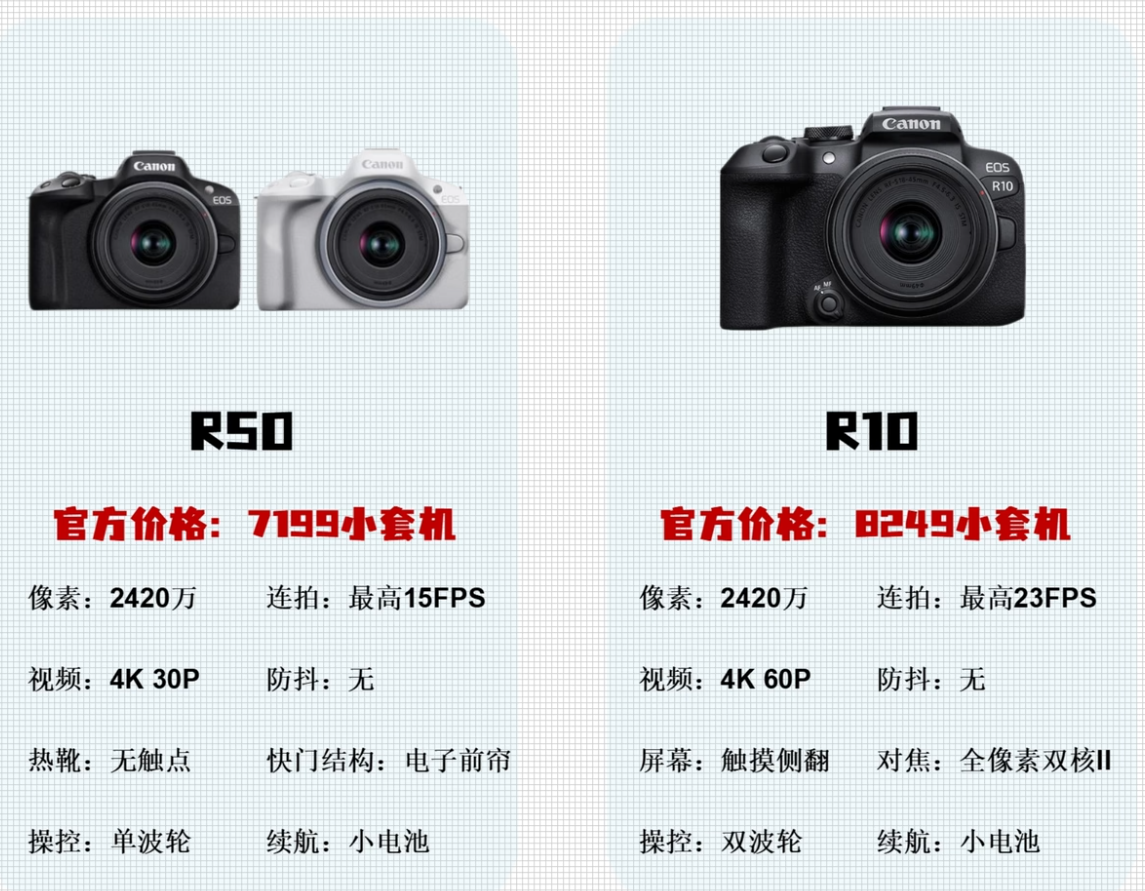 Canon
EOS
Canon
EOS
R50
官方价格：7199小套机
像素：2420万 连拍：最高15FPS
视频：4K 30P 防抖：无
热靴：无触点 快门结构：电子前帘
操控：单波轮 续航：小电池
Canon
EOS
R10
AF MF
R10
官方价格：8249小套机
像素：2420万 连拍：最高23FPS
视频：4K 60P 防抖：无
屏幕：触摸侧翻 对焦：全像素双核II
操控：双波轮 续航：小电池